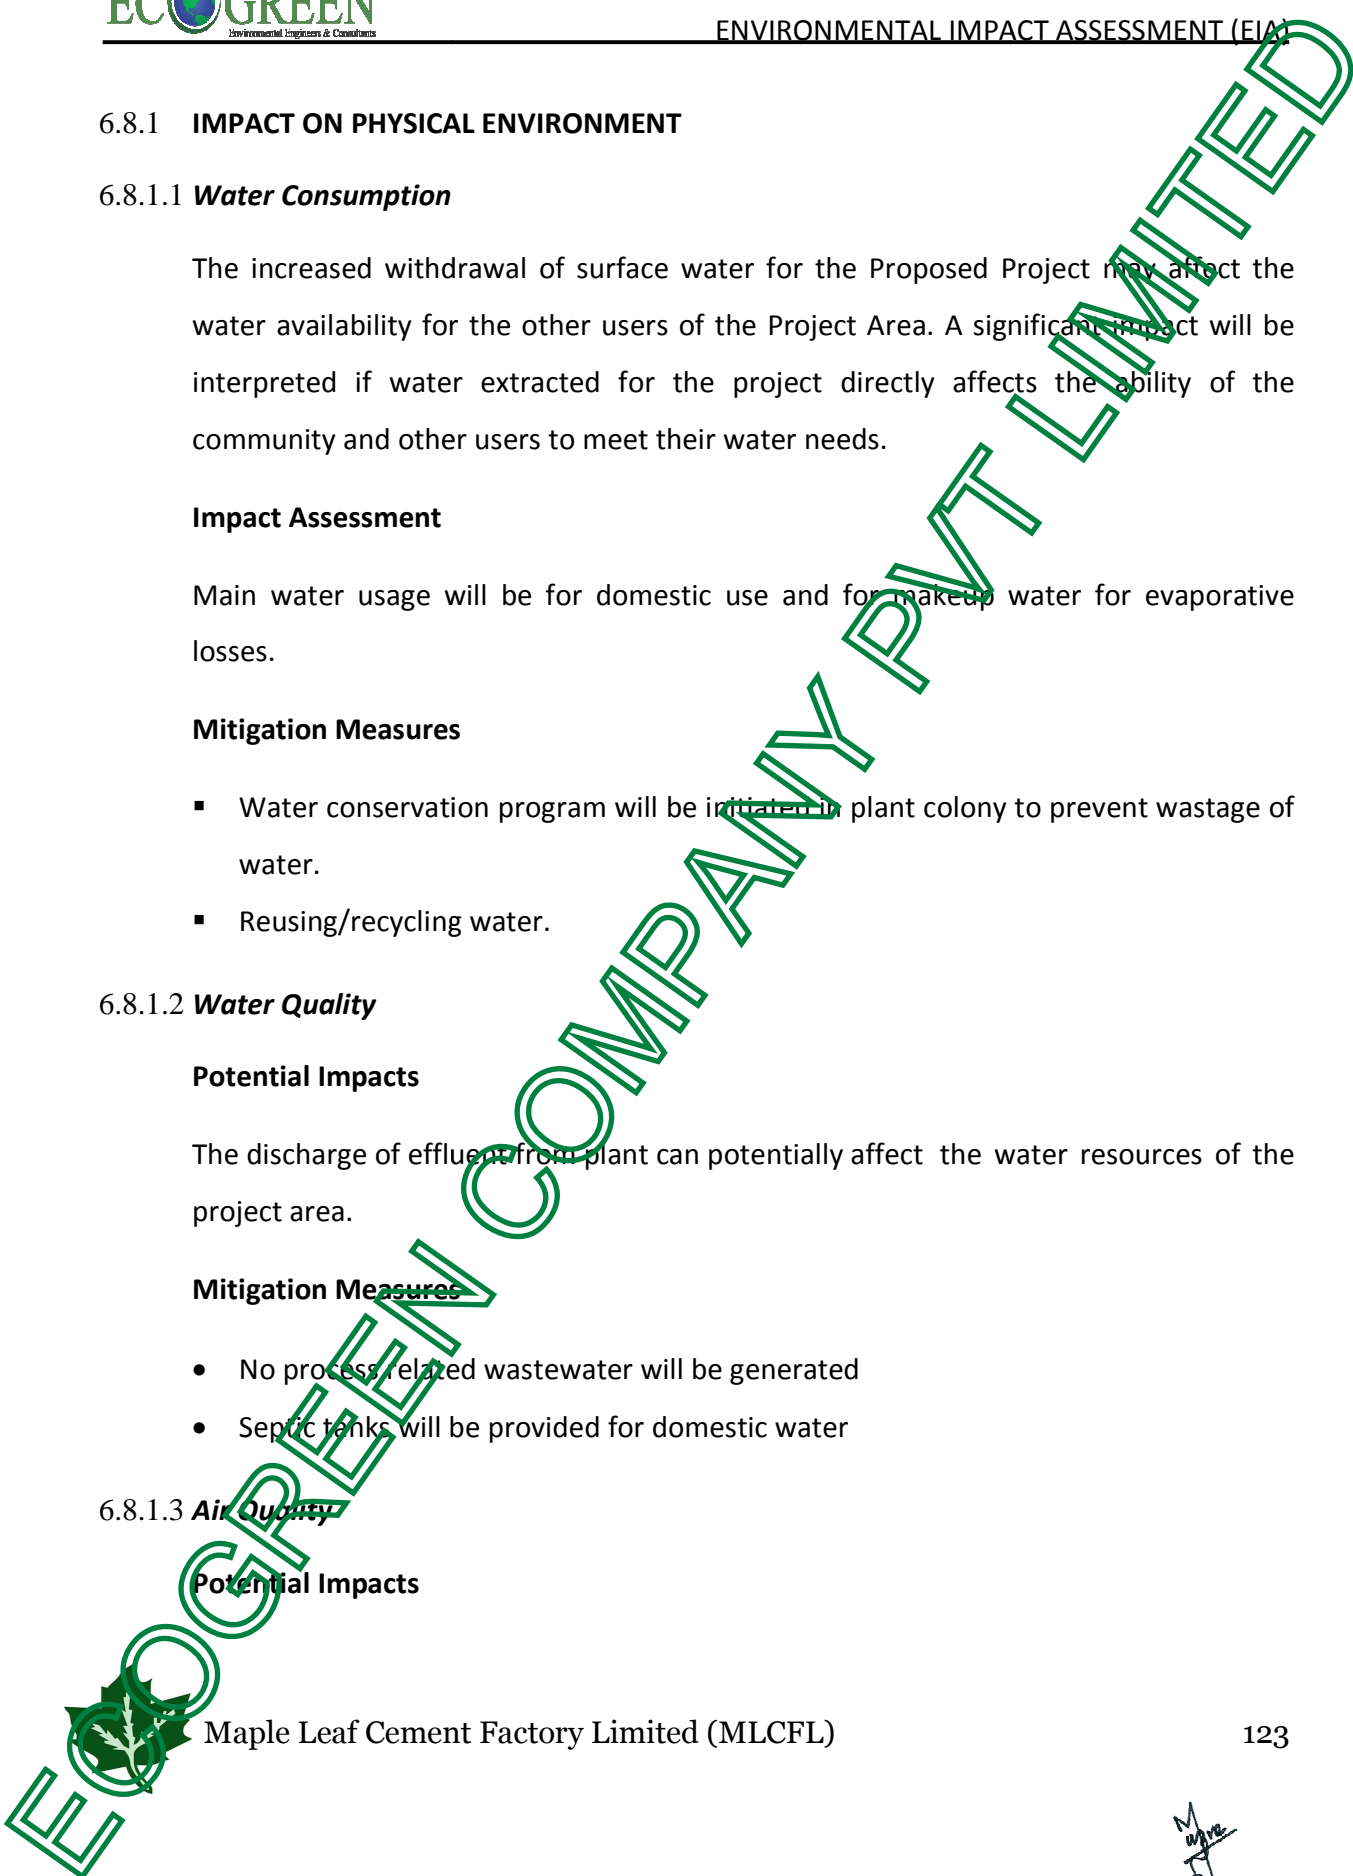 ECOGREEN
Environmental Engineers & Consultants
ENVIRONMENTAL IMPACT ASSESSMENT (EIA)
6.8.1 IMPACT ON PHYSICAL ENVIRONMENT
6.8.1.1 Water Consumption
The increased withdrawal of surface water for the Proposed Project may affect the
water availability for the other users of the Project Area. A significant impact will be
interpreted if water extracted for the project directly affects the ability of the
community and other users to meet their water needs.
Impact Assessment
Main water usage will be for domestic use and for makeup water for evaporative
losses.
Mitigation Measures
▪ Water conservation program will be initiated in plant colony to prevent wastage of
water.
▪ Reusing/recycling water.
6.8.1.2 Water Quality
Potential Impacts
The discharge of effluent from plant can potentially affect the water resources of the
project area.
Mitigation Measures
• No process related wastewater will be generated
• Septic tanks will be provided for domestic water
6.8.1.3 Air Quality
Potential Impacts
Maple Leaf Cement Factory Limited (MLCFL) 123
ECOGREEN COMPANY PVT LIMITED